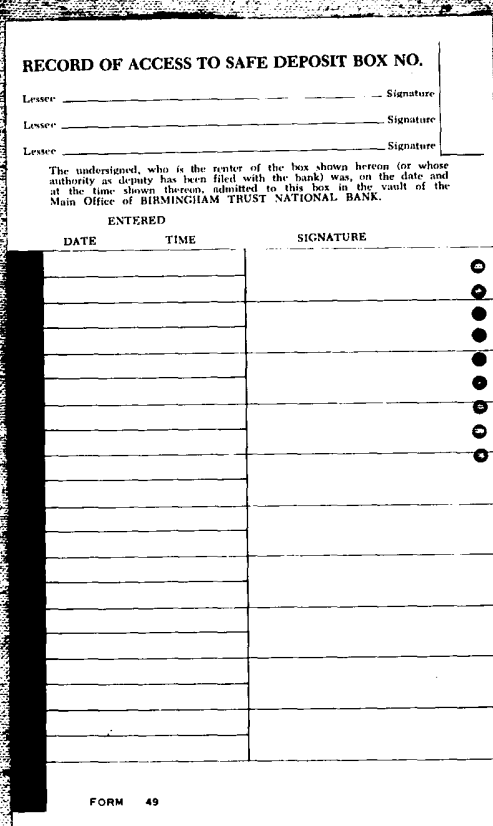 RECORD OF ACCESS TO SAFE DEPOSIT BOX NO.
Lessee Signature
Lessee Signature
Lessee Signature
The undersigned, who is the renter of the box shown hereon (or whose
authority as deputy has been filed with the bank) was, on the date and
at the time shown thereon, admitted to this box in the vault of the
Main Office of BIRMINGHAM TRUST NATIONAL BANK.
ENTERED
DATE TIME SIGNATURE
FORM 49